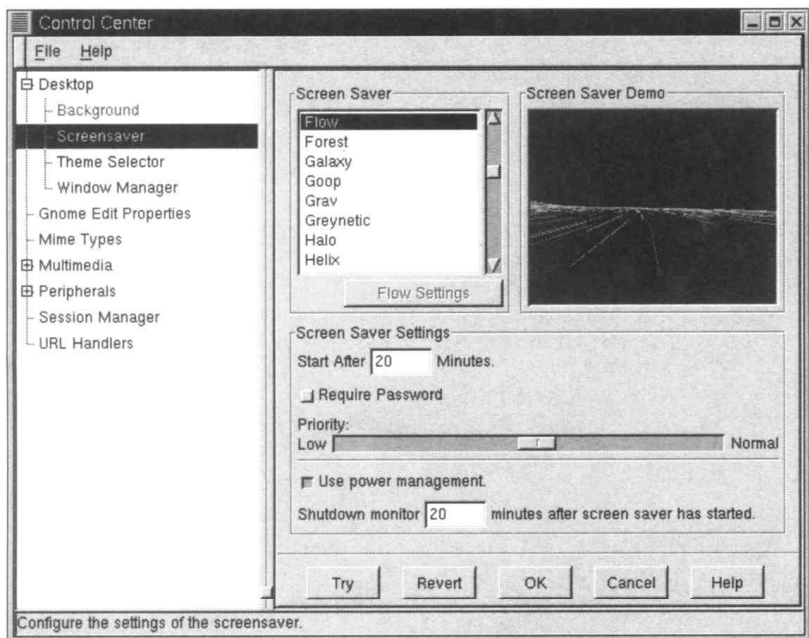 Control Center
File Help
Desktop
Background
Screensaver
Theme Selector
Window Manager
Gnome Edit Properties
Mime Types
Multimedia
Peripherals
Session Manager
URL Handlers
Screen Saver
Flow
Forest
Galaxy
Goop
Grav
Greynetic
Halo
Helix
Flow Settings
Screen Saver Demo
Screen Saver Settings
Start After 20 Minutes.
Require Password
Priority:
Low Normal
Use power management.
Shutdown monitor 20 minutes after screen saver has started.
Try Revert OK Cancel Help
Configure the settings of the screensaver.